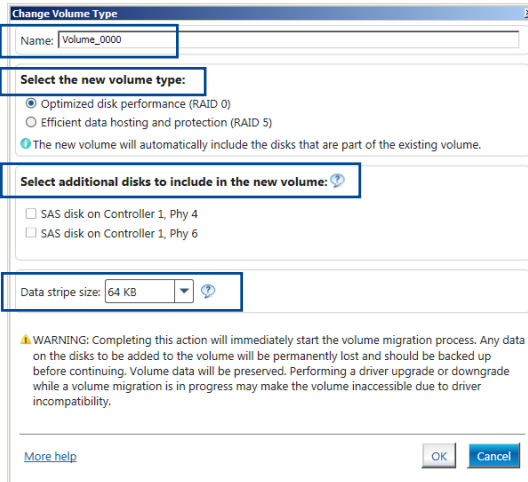 Change Volume Type
Name: Volume_0000
Select the new volume type:
Optimized disk performance (RAID 0)
Efficient data hosting and protection (RAID 5)
The new volume will automatically include the disks that are part of the existing volume.
Select additional disks to include in the new volume:
SAS disk on Controller 1, Phy 4
SAS disk on Controller 1, Phy 6
Data stripe size: 64 KB
WARNING: Completing this action will immediately start the volume migration process. Any data
on the disks to be added to the volume will be permanently lost and should be backed up
before continuing. Volume data will be preserved. Performing a driver upgrade or downgrade
while a volume migration is in progress may make the volume inaccessible due to driver
incompatibility.
More help
OK
Cancel